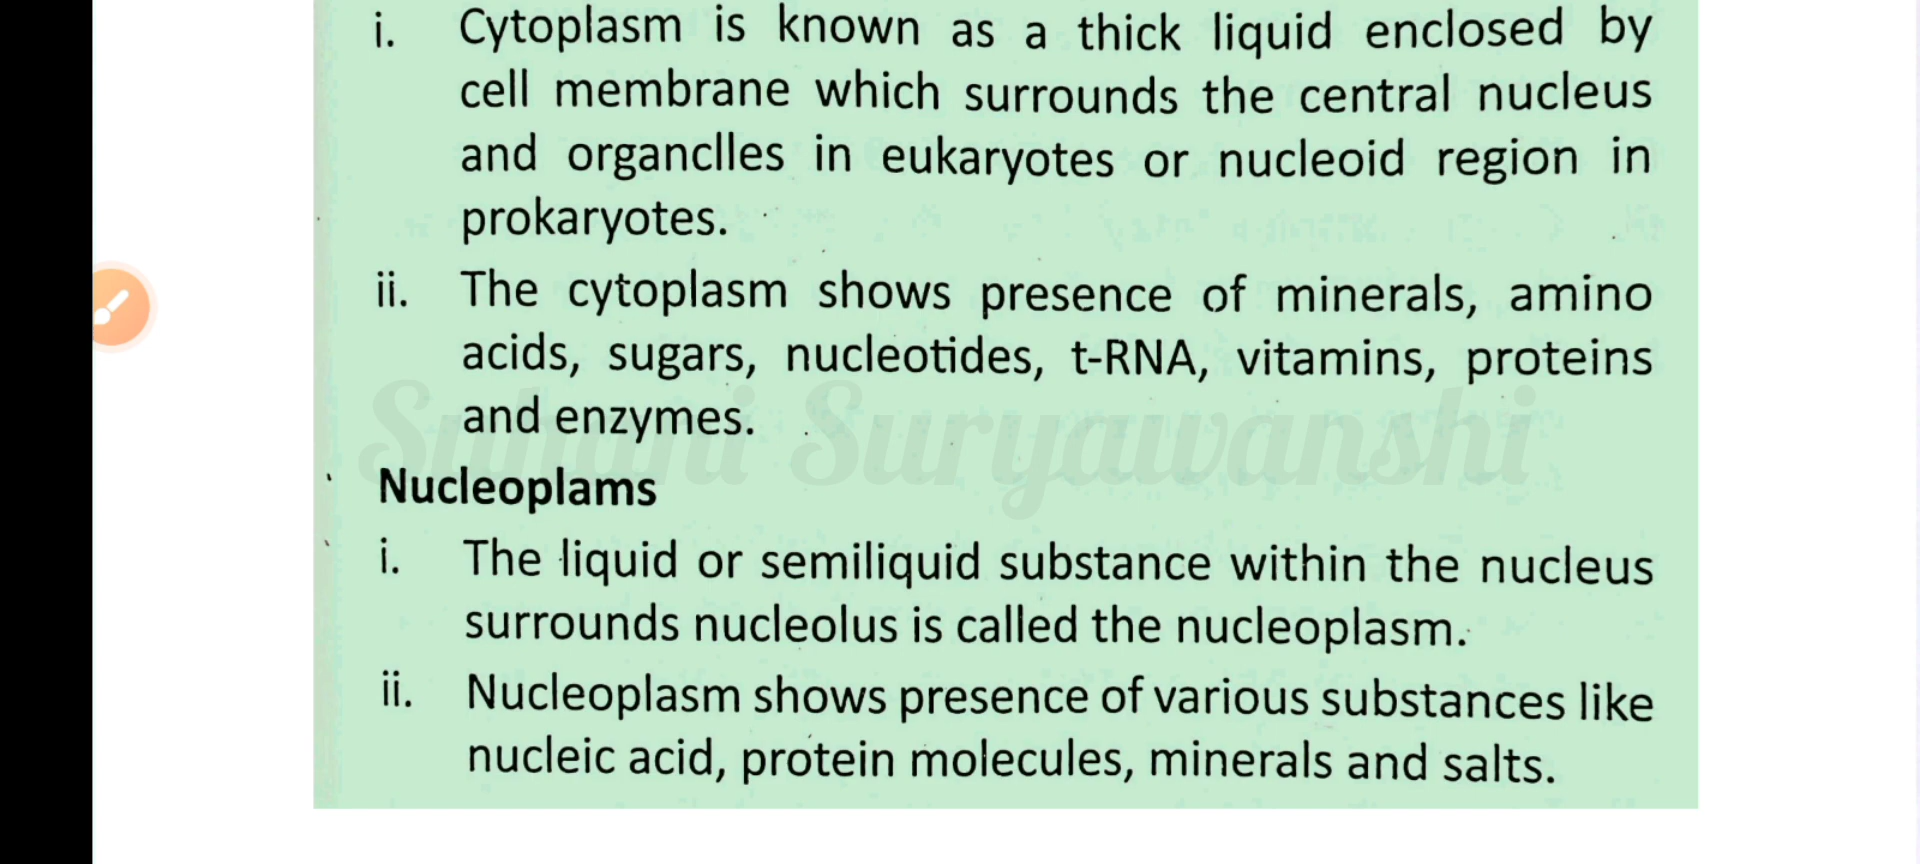 i. Cytoplasm is known as a thick liquid enclosed by
cell membrane which surrounds the central nucleus
and organclles in eukaryotes or nucleoid region in
prokaryotes.
ii. The cytoplasm shows presence of minerals, amino
acids, sugars, nucleotides, t-RNA, vitamins, proteins
and enzymes.
Suhani Suryawanshi
Nucleoplams
i. The liquid or semiliquid substance within the nucleus
surrounds nucleolus is called the nucleoplasm.
ii. Nucleoplasm shows presence of various substances like
nucleic acid, protein molecules, minerals and salts.